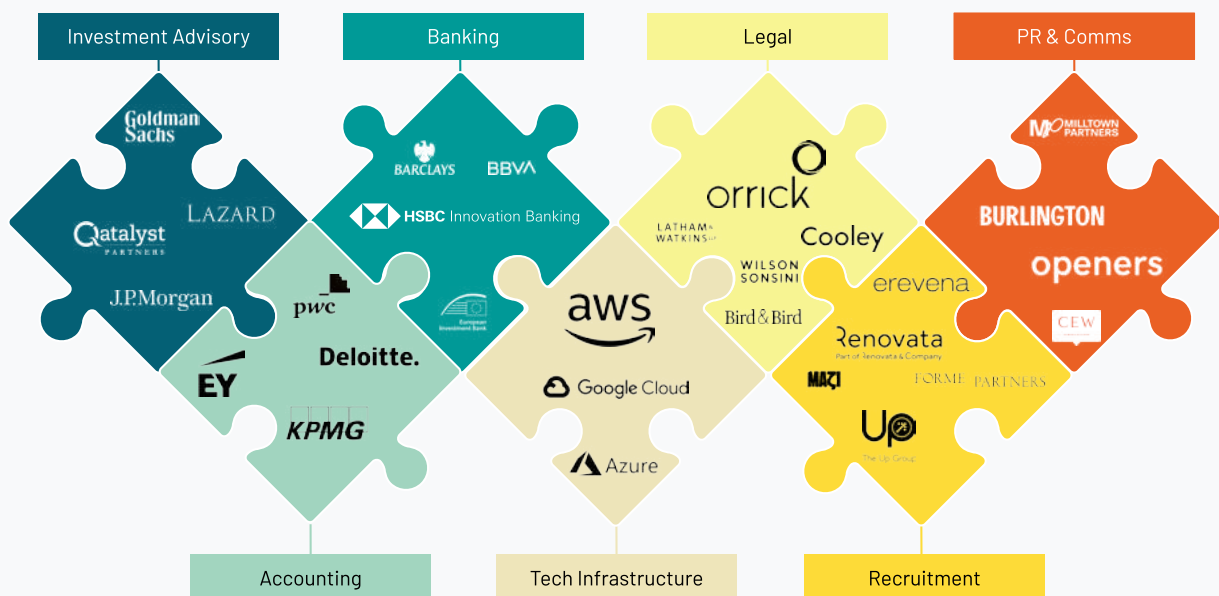 Investment Advisory
Banking
Legal
PR & Comms
Goldman
Sachs
LAZARD
Qatalyst
PARTNERS
J.P.Morgan
BARCLAYS
BBVA
HSBC Innovation Banking
European
Investment Bank
orrick
LATHAM &
WATKINS LLP
Cooley
WILSON
SONSINI
Bird & Bird
MILLTOWN
PARTNERS
BURLINGTON
openers
CEW
pwc
EY
Deloitte.
KPMG
aws
Google Cloud
Azure
erevena
Renovata
Part of Renovata & Company
MAZI
FORME PARTNERS
Up
The Up Group
Accounting
Tech Infrastructure
Recruitment